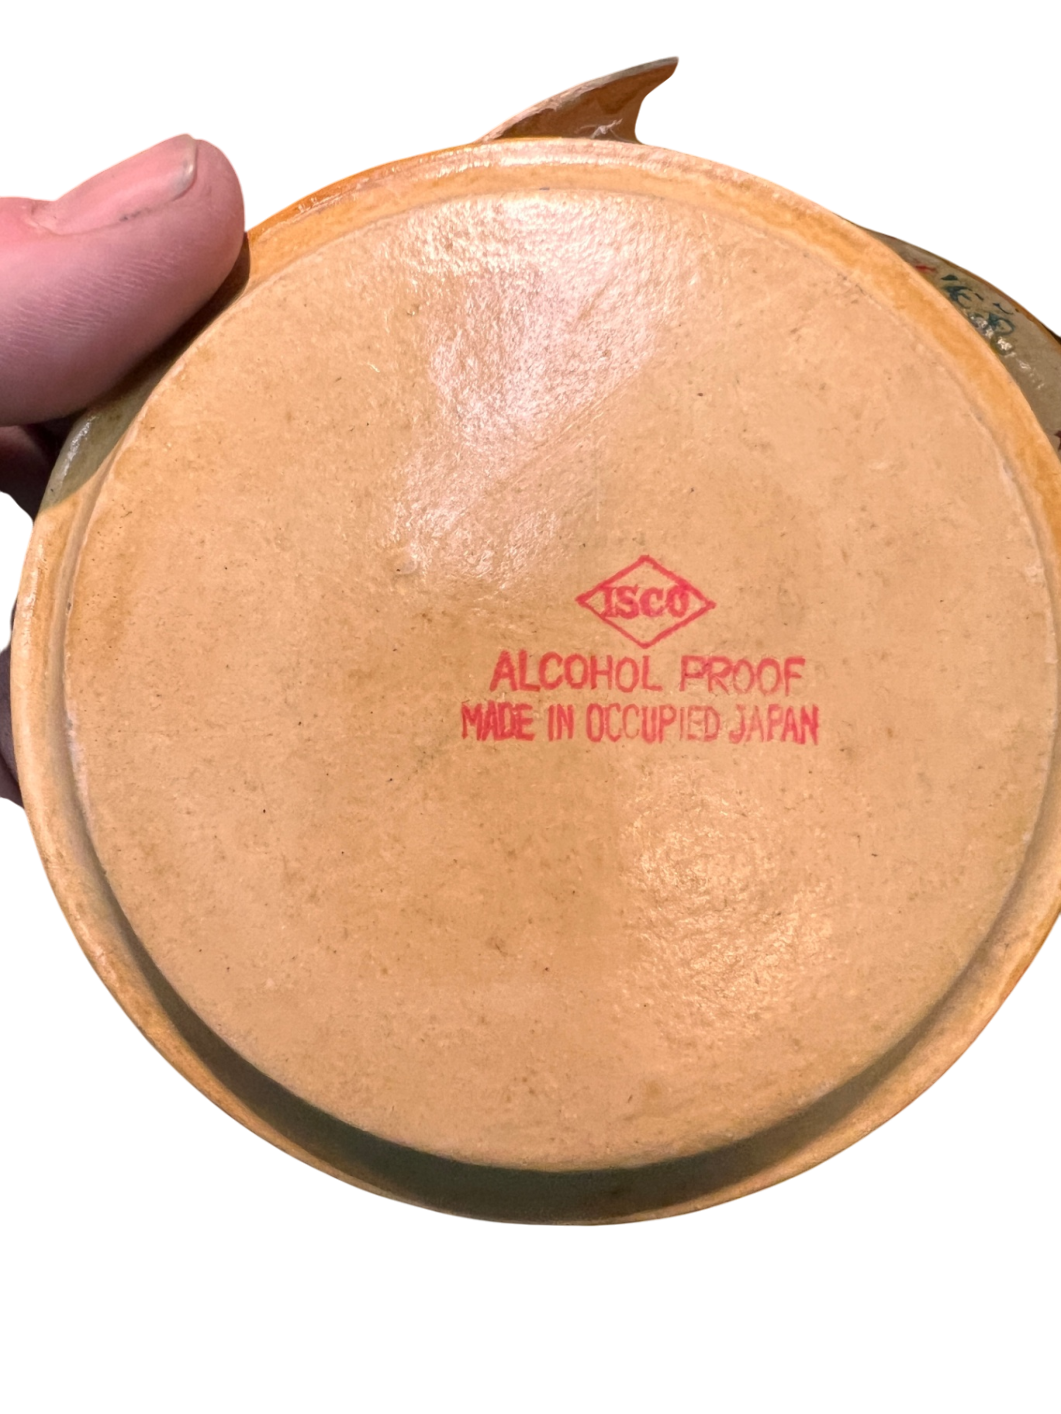 ISCO
ALCOHOL PROOF
MADE IN OCCUPIED JAPAN